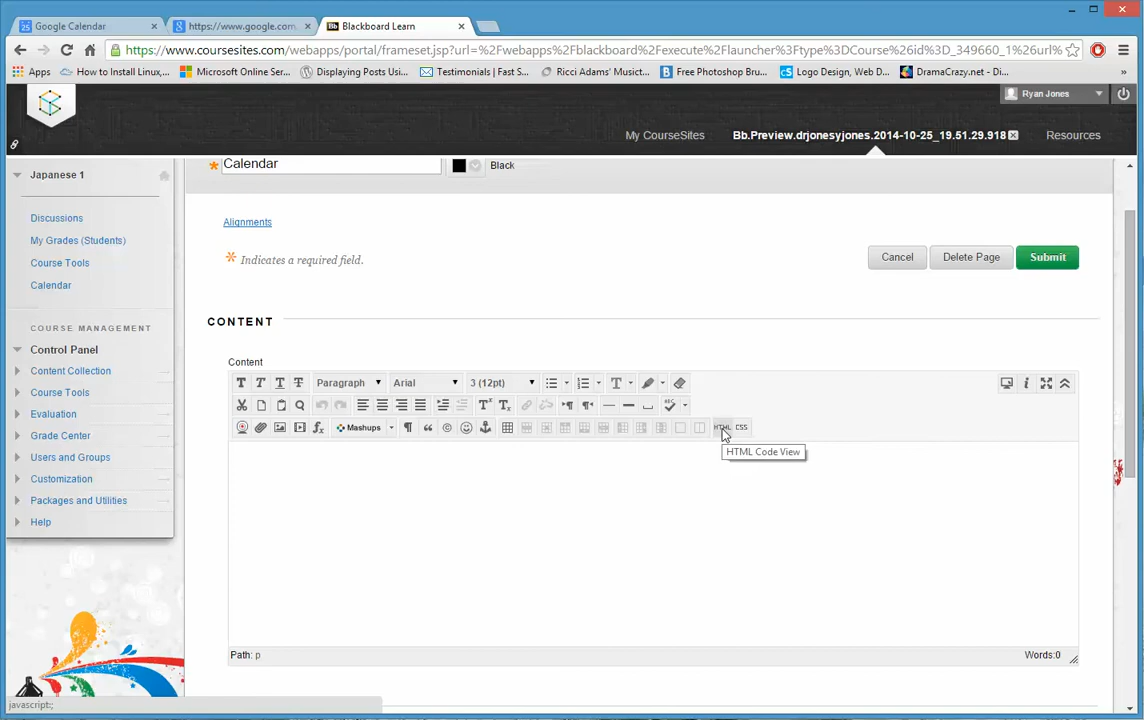 Google Calendar
https://www.google.com
Blackboard Learn
https://www.coursesites.com/webapps/portal/frameset.jsp?url=%2Fwebapps%2Fblackboard%2Fexecute%2Flauncher%3Ftype%3DCourse%26id%3D_349660_1%26url%
Apps
How to Install Linux,...
Microsoft Online Ser...
Displaying Posts Usi...
Testimonials | Fast S...
Ricci Adams' Musict...
Free Photoshop Bru...
Logo Design, Web D...
DramaCrazy.net - Di...
»
Ryan Jones
My CourseSites
Bb.Preview.drjonesyjones.2014-10-25_19.51.29.918
Resources
Japanese 1
Discussions
My Grades (Students)
Course Tools
Calendar
COURSE MANAGEMENT
Control Panel
Content Collection
Course Tools
Evaluation
Grade Center
Users and Groups
Customization
Packages and Utilities
Help
* Calendar
Black
Alignments
* Indicates a required field.
Cancel
Delete Page
Submit
CONTENT
Content
T T T T Paragraph Arial 3 (12pt) T
Mashups HTML CSS
HTML Code View
Path: p
Words:0
javascript:;